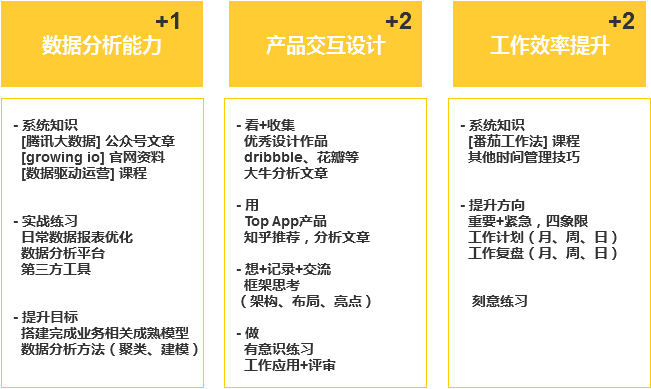 +1
数据分析能力
- 系统知识
[腾讯大数据] 公众号文章
[growing io] 官网资料
[数据驱动运营] 课程
- 实战练习
日常数据报表优化
数据分析平台
第三方工具
- 提升目标
搭建完成业务相关成熟模型
数据分析方法（聚类、建模）
+2
产品交互设计
- 看+收集
优秀设计作品
dribbble、花瓣等
大牛分析文章
- 用
Top App产品
知乎推荐，分析文章
- 想+记录+交流
框架思考
（架构、布局、亮点）
- 做
有意识练习
工作应用+评审
+2
工作效率提升
- 系统知识
[番茄工作法] 课程
其他时间管理技巧
- 提升方向
重要+紧急，四象限
工作计划（月、周、日）
工作复盘（月、周、日）
刻意练习